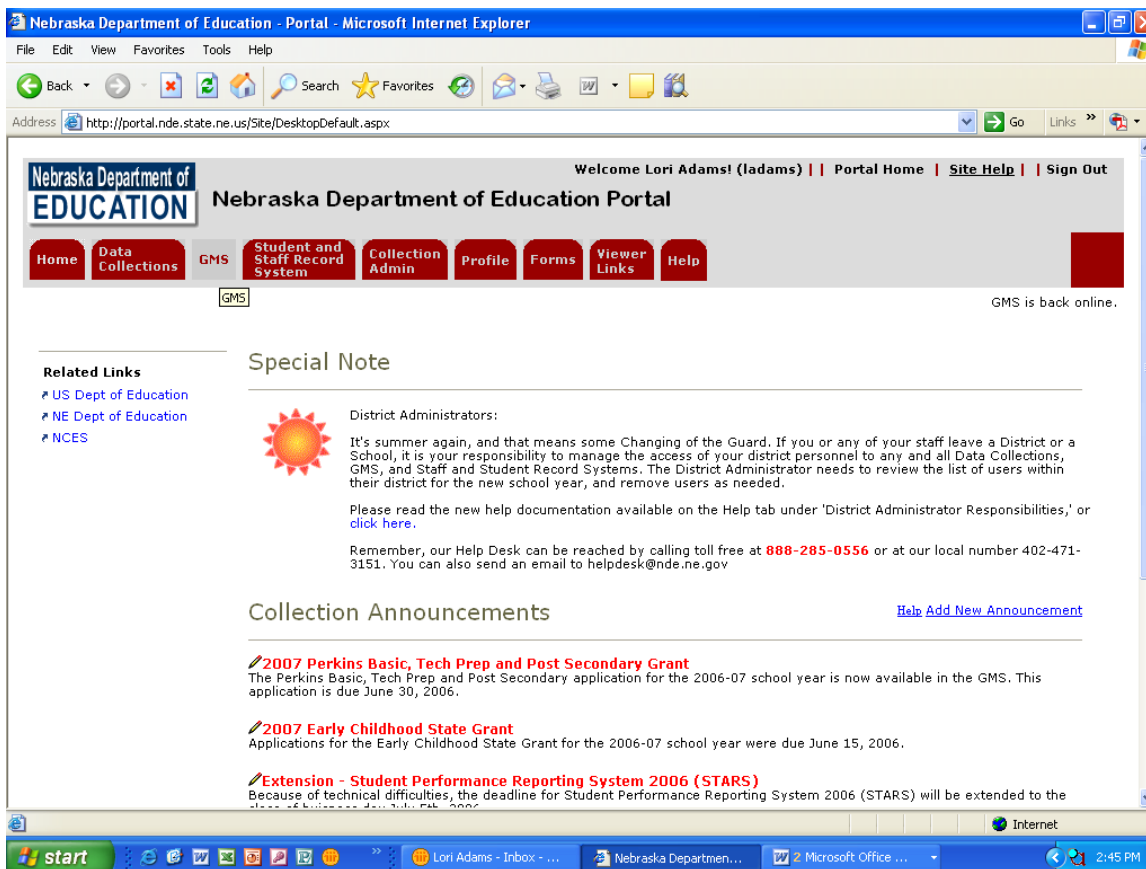 Nebraska Department of Education - Portal - Microsoft Internet Explorer
File Edit View Favorites Tools Help
Back Search Favorites
Address http://portal.nde.state.ne.us/Site/DesktopDefault.aspx Go Links »
Nebraska Department of
EDUCATION
Welcome Lori Adams! (ladams) | | Portal Home | Site Help | | Sign Out
Nebraska Department of Education Portal
Home
Data
Collections
GMS
Student and
Staff Record
System
Collection
Admin
Profile
Forms
Viewer
Links
Help
GMS
GMS is back online.
Related Links
US Dept of Education
NE Dept of Education
NCES
Special Note
District Administrators:
It's summer again, and that means some Changing of the Guard. If you or any of your staff leave a District or a
School, it is your responsibility to manage the access of your district personnel to any and all Data Collections,
GMS, and Staff and Student Record Systems. The District Administrator needs to review the list of users within
their district for the new school year, and remove users as needed.
Please read the new help documentation available on the Help tab under 'District Administrator Responsibilities,' or
click here.
Remember, our Help Desk can be reached by calling toll free at 888-285-0556 or at our local number 402-471-
3151. You can also send an email to helpdesk@nde.ne.gov
Collection Announcements
Help Add New Announcement
2007 Perkins Basic, Tech Prep and Post Secondary Grant
The Perkins Basic, Tech Prep and Post Secondary application for the 2006-07 school year is now available in the GMS. This
application is due June 30, 2006.
2007 Early Childhood State Grant
Applications for the Early Childhood State Grant for the 2006-07 school year were due June 15, 2006.
Extension - Student Performance Reporting System 2006 (STARS)
Because of technical difficulties, the deadline for Student Performance Reporting System 2006 (STARS) will be extended to the
Internet
start » Lori Adams - Inbox - ... Nebraska Departmen... 2 Microsoft Office ... 2:45 PM